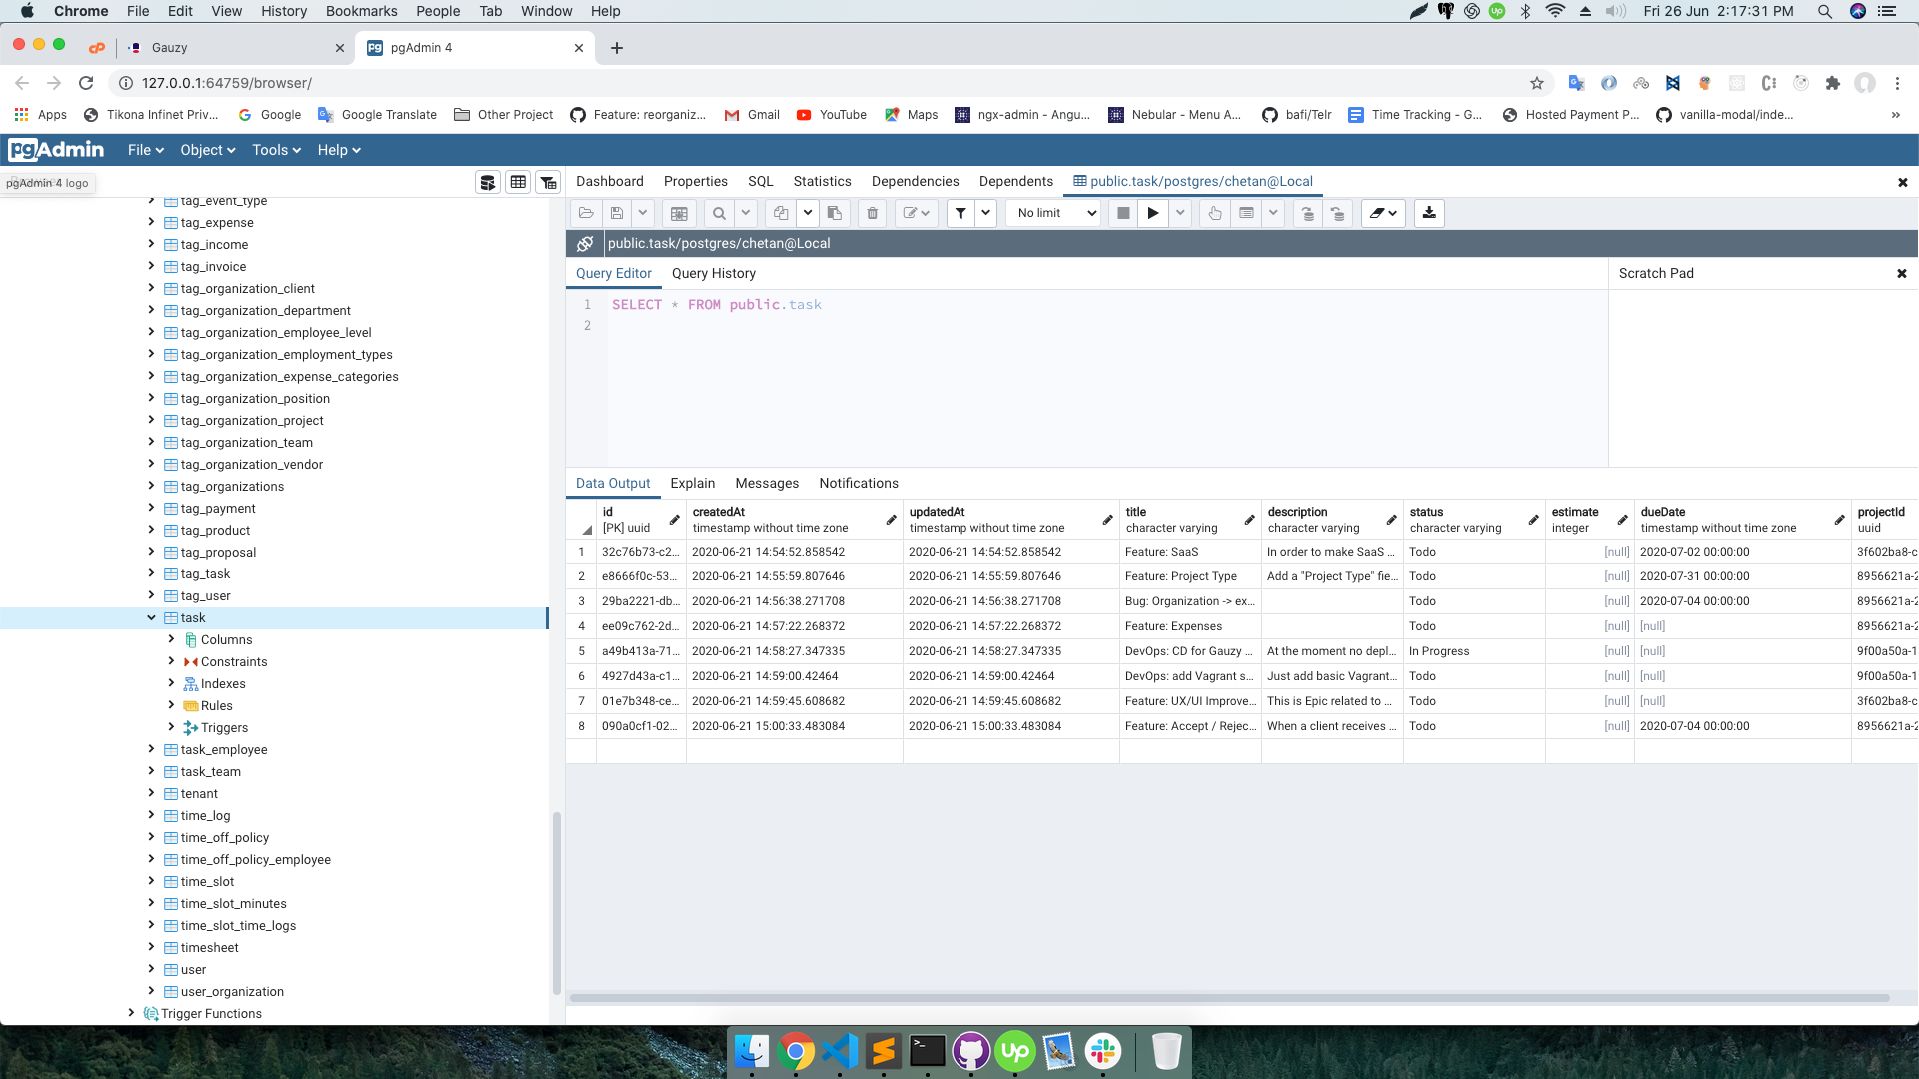 Chrome File Edit View History Bookmarks People Tab Window Help Fri 26 Jun 2:17:31 PM
Gauzy pgAdmin 4
127.0.0.1:64759/browser/
Apps Tikona Infinet Priv... Google Google Translate Other Project Feature: reorganiz... Gmail YouTube Maps ngx-admin - Angu... Nebular - Menu A... bafi/Telr Time Tracking - G... Hosted Payment P... vanilla-modal/inde... »
pgAdmin File Object Tools Help
pgAdmin 4 logo
Dashboard Properties SQL Statistics Dependencies Dependents public.task/postgres/chetan@Local
No limit
public.task/postgres/chetan@Local
Query Editor Query History Scratch Pad
1 SELECT * FROM public.task
2
tag_event_type
tag_expense
tag_income
tag_invoice
tag_organization_client
tag_organization_department
tag_organization_employee_level
tag_organization_employment_types
tag_organization_expense_categories
tag_organization_position
tag_organization_project
tag_organization_team
tag_organization_vendor
tag_organizations
tag_payment
tag_product
tag_proposal
tag_task
tag_user
task
Columns
Constraints
Indexes
Rules
Triggers
task_employee
task_team
tenant
time_log
time_off_policy
time_off_policy_employee
time_slot
time_slot_minutes
time_slot_time_logs
timesheet
user
user_organization
Trigger Functions
Data Output Explain Messages Notifications
id createdAt updatedAt title description status estimate dueDate projectId
[PK] uuid timestamp without time zone timestamp without time zone character varying character varying character varying integer timestamp without time zone uuid
1 32c76b73-c2... 2020-06-21 14:54:52.858542 2020-06-21 14:54:52.858542 Feature: SaaS In order to make SaaS ... Todo [null] 2020-07-02 00:00:00 3f602ba8-c
2 e8666f0c-53... 2020-06-21 14:55:59.807646 2020-06-21 14:55:59.807646 Feature: Project Type Add a "Project Type" fie... Todo [null] 2020-07-31 00:00:00 8956621a-2
3 29ba2221-db... 2020-06-21 14:56:38.271708 2020-06-21 14:56:38.271708 Bug: Organization -> ex... Todo [null] 2020-07-04 00:00:00 8956621a-2
4 ee09c762-2d... 2020-06-21 14:57:22.268372 2020-06-21 14:57:22.268372 Feature: Expenses Todo [null] [null] 8956621a-2
5 a49b413a-71... 2020-06-21 14:58:27.347335 2020-06-21 14:58:27.347335 DevOps: CD for Gauzy ... At the moment no depl... In Progress [null] [null] 9f00a50a-1
6 4927d43a-c1... 2020-06-21 14:59:00.42464 2020-06-21 14:59:00.42464 DevOps: add Vagrant s... Just add basic Vagrant... Todo [null] [null] 9f00a50a-1
7 01e7b348-ce... 2020-06-21 14:59:45.608682 2020-06-21 14:59:45.608682 Feature: UX/UI Improve... This is Epic related to ... Todo [null] [null] 3f602ba8-c
8 090a0cf1-02... 2020-06-21 15:00:33.483084 2020-06-21 15:00:33.483084 Feature: Accept / Rejec... When a client receives ... Todo [null] 2020-07-04 00:00:00 8956621a-2